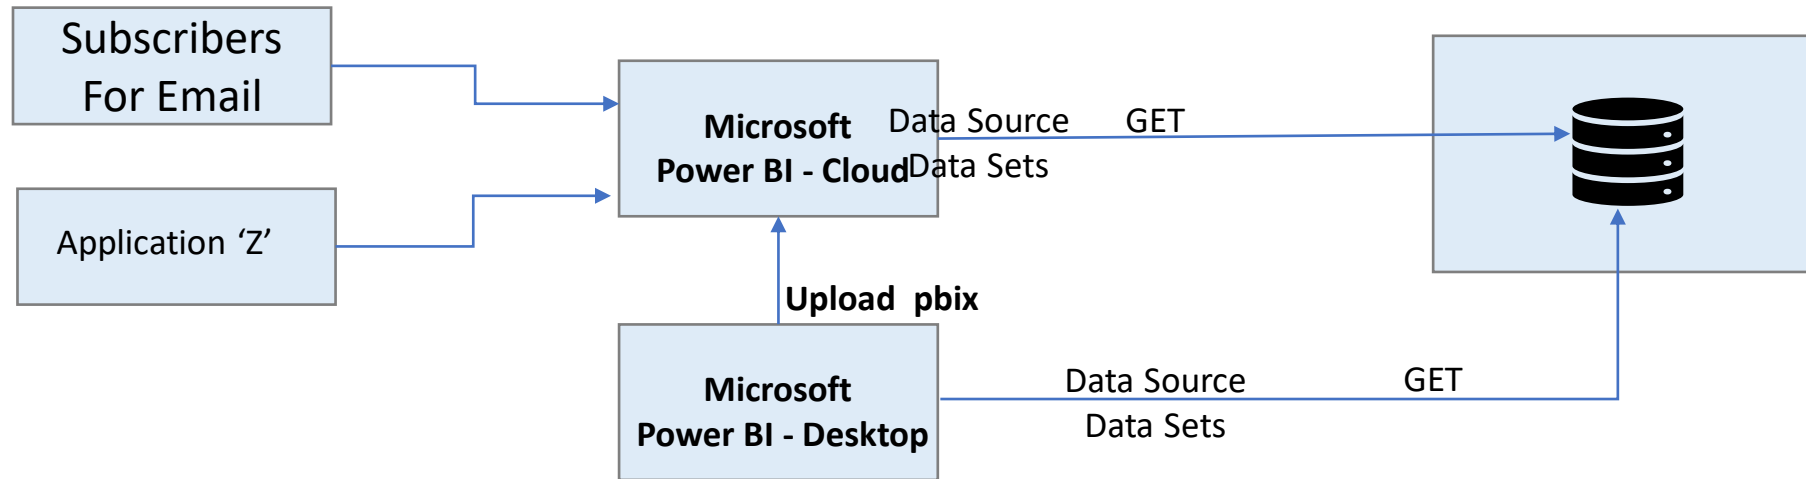 Subscribers
For Email
Application ‘Z’
Microsoft
Power BI - Cloud
Data Source GET
Data Sets
Upload pbix
Microsoft
Power BI - Desktop
Data Source GET
Data Sets